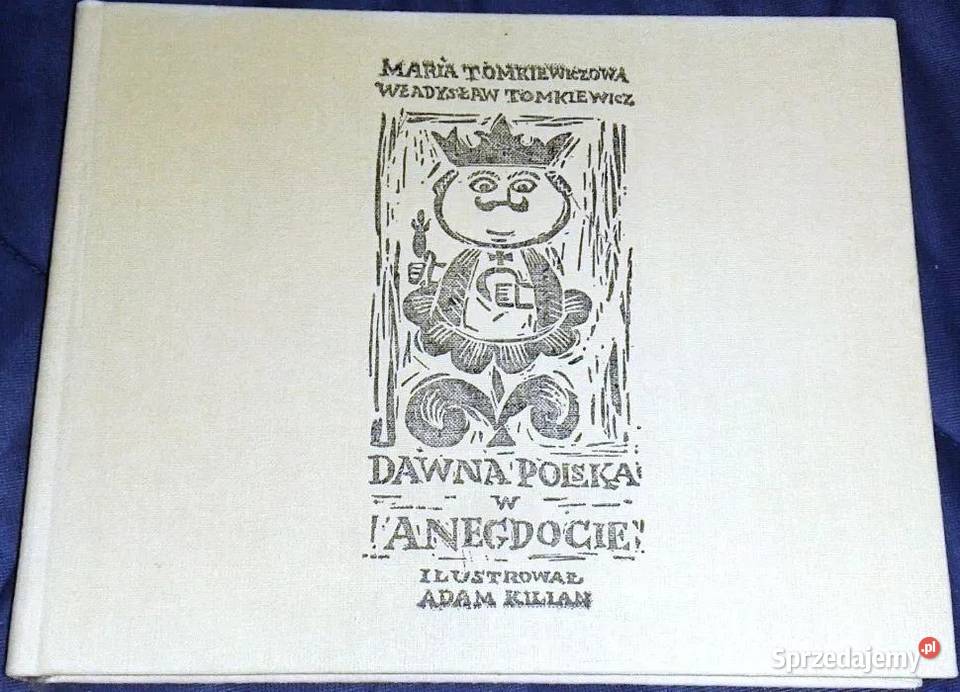 MARIA TOMKIEWICZOWA
WŁADYSŁAW TOMKIEWICZ
DAWNA POLSKA
W
ANEGDOCIE
ILUSTROWAŁ
ADAM KILIAN
Sprzedajemy.pl